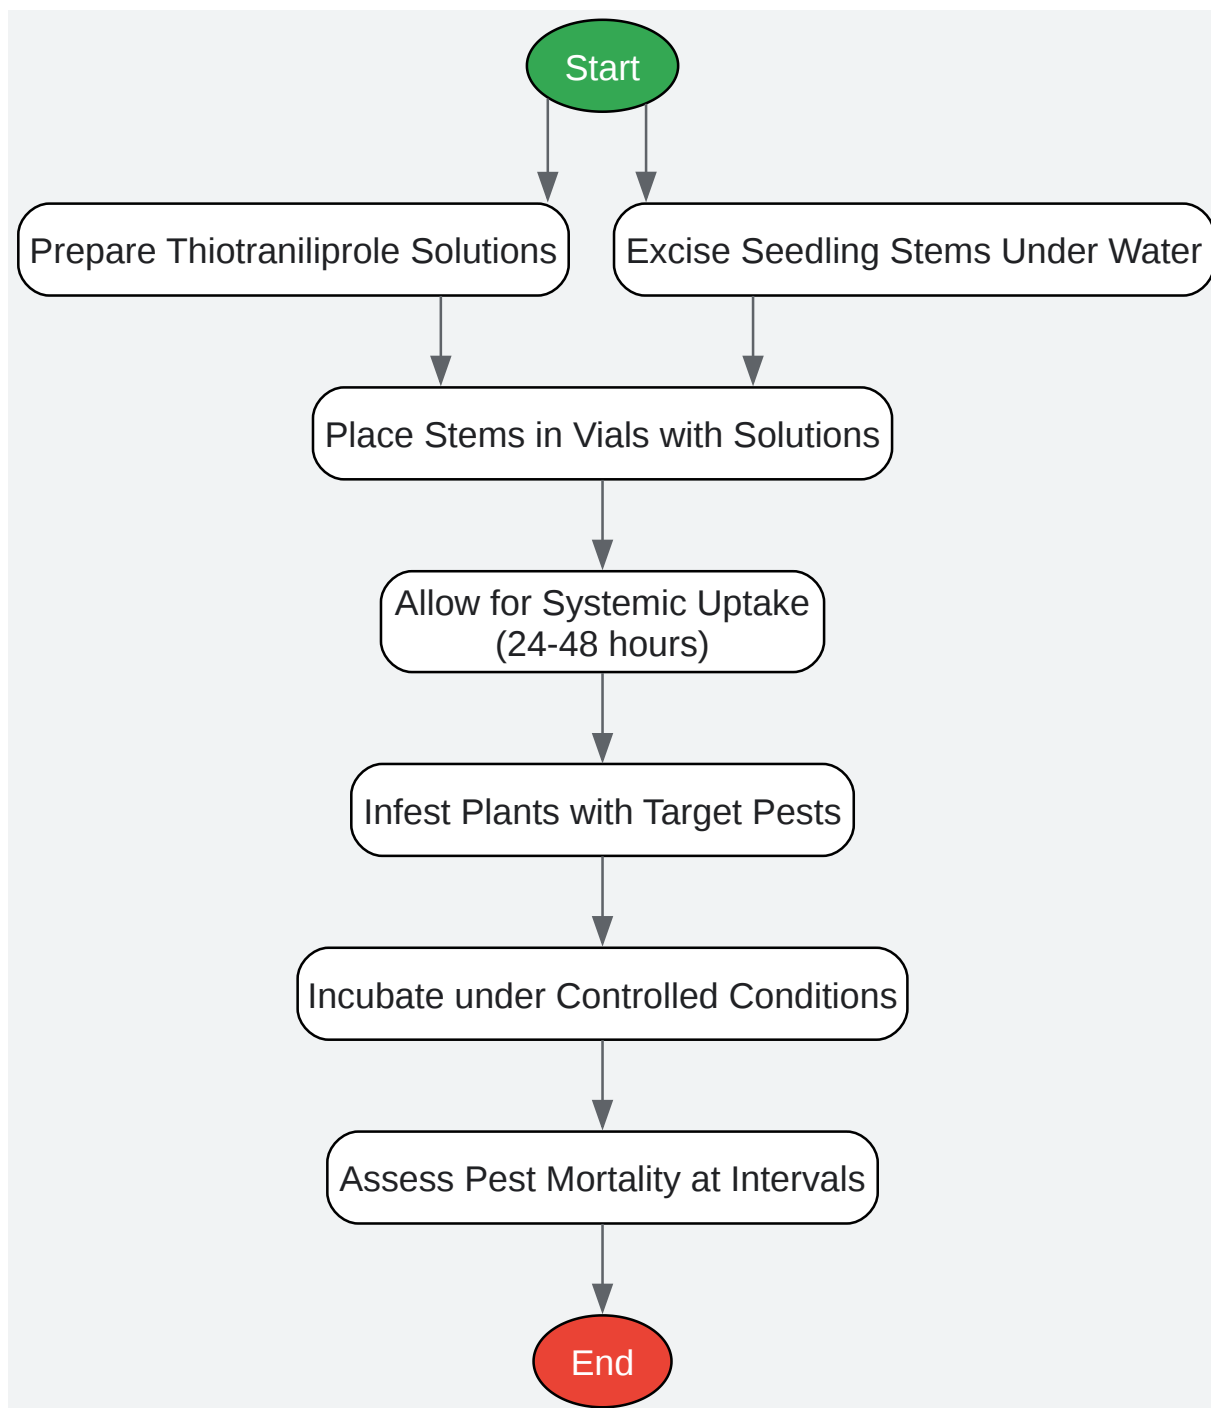 Start
Prepare Thiotraniliprole Solutions
Excise Seedling Stems Under Water
Place Stems in Vials with Solutions
Allow for Systemic Uptake
(24-48 hours)
Infest Plants with Target Pests
Incubate under Controlled Conditions
Assess Pest Mortality at Intervals
End